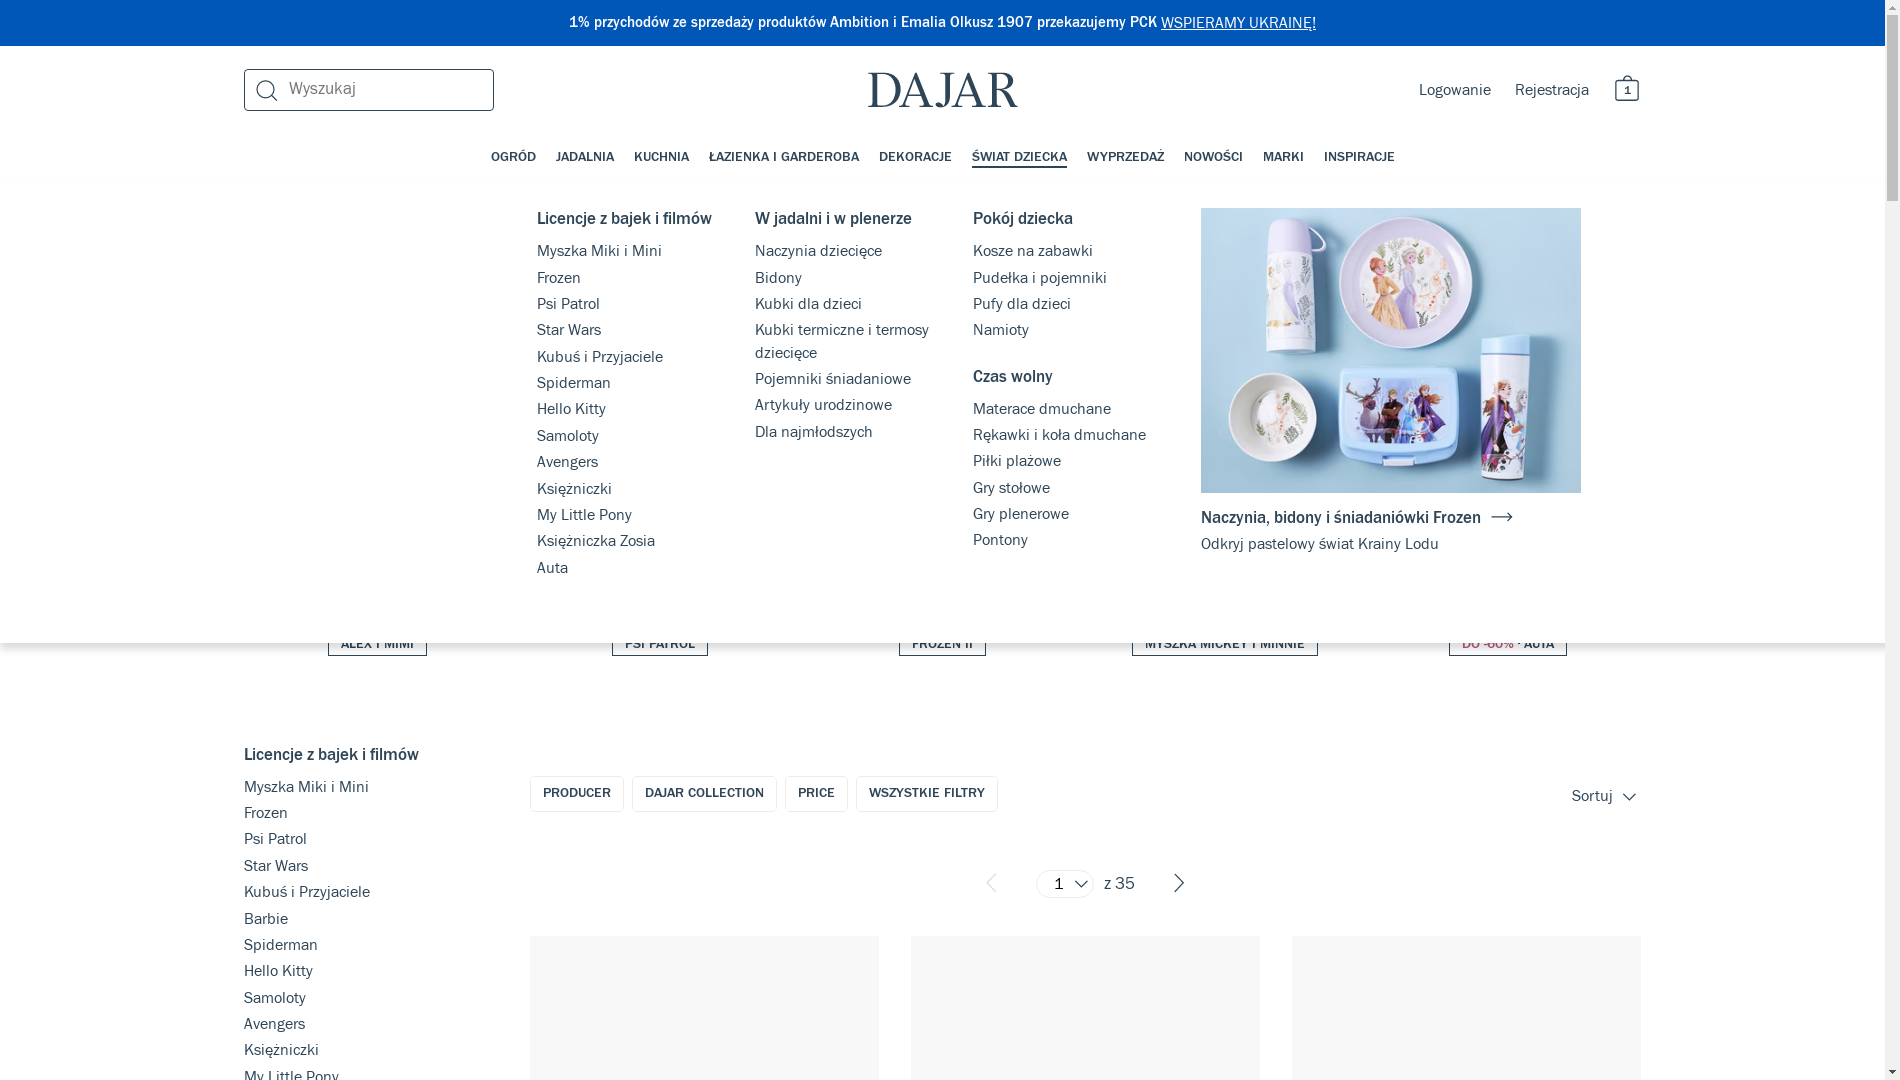 1% przychodów ze sprzedaży produktów Ambition i Emalia Olkusz 1907 przekazujemy PCK WSPIERAMY UKRAINĘ!
Wyszukaj
DAJAR
Logowanie
Rejestracja
1
OGRÓD
JADALNIA
KUCHNIA
ŁAZIENKA I GARDEROBA
DEKORACJE
ŚWIAT DZIECKA
WYPRZEDAŻ
NOWOŚCI
MARKI
INSPIRACJE
Licencje z bajek i filmów
Myszka Miki i Mini
Frozen
Psi Patrol
Star Wars
Kubuś i Przyjaciele
Spiderman
Hello Kitty
Samoloty
Avengers
Księżniczki
My Little Pony
Księżniczka Zosia
Auta
W jadalni i w plenerze
Naczynia dziecięce
Bidony
Kubki dla dzieci
Kubki termiczne i termosy
dziecięce
Pojemniki śniadaniowe
Artykuły urodzinowe
Dla najmłodszych
Pokój dziecka
Kosze na zabawki
Pudełka i pojemniki
Pufy dla dzieci
Namioty
Czas wolny
Materace dmuchane
Rękawki i koła dmuchane
Piłki plażowe
Gry stołowe
Gry plenerowe
Pontony
Naczynia, bidony i śniadaniówki Frozen
Odkryj pastelowy świat Krainy Lodu
ALEX I MIMI
PSI PATROL
FROZEN II
MYSZKA MICKEY I MINNIE
DO -60% • AUTA
Licencje z bajek i filmów
Myszka Miki i Mini
Frozen
Psi Patrol
Star Wars
Kubuś i Przyjaciele
Barbie
Spiderman
Hello Kitty
Samoloty
Avengers
Księżniczki
My Little Pony
PRODUCER
DAJAR COLLECTION
PRICE
WSZYSTKIE FILTRY
Sortuj
1
z 35